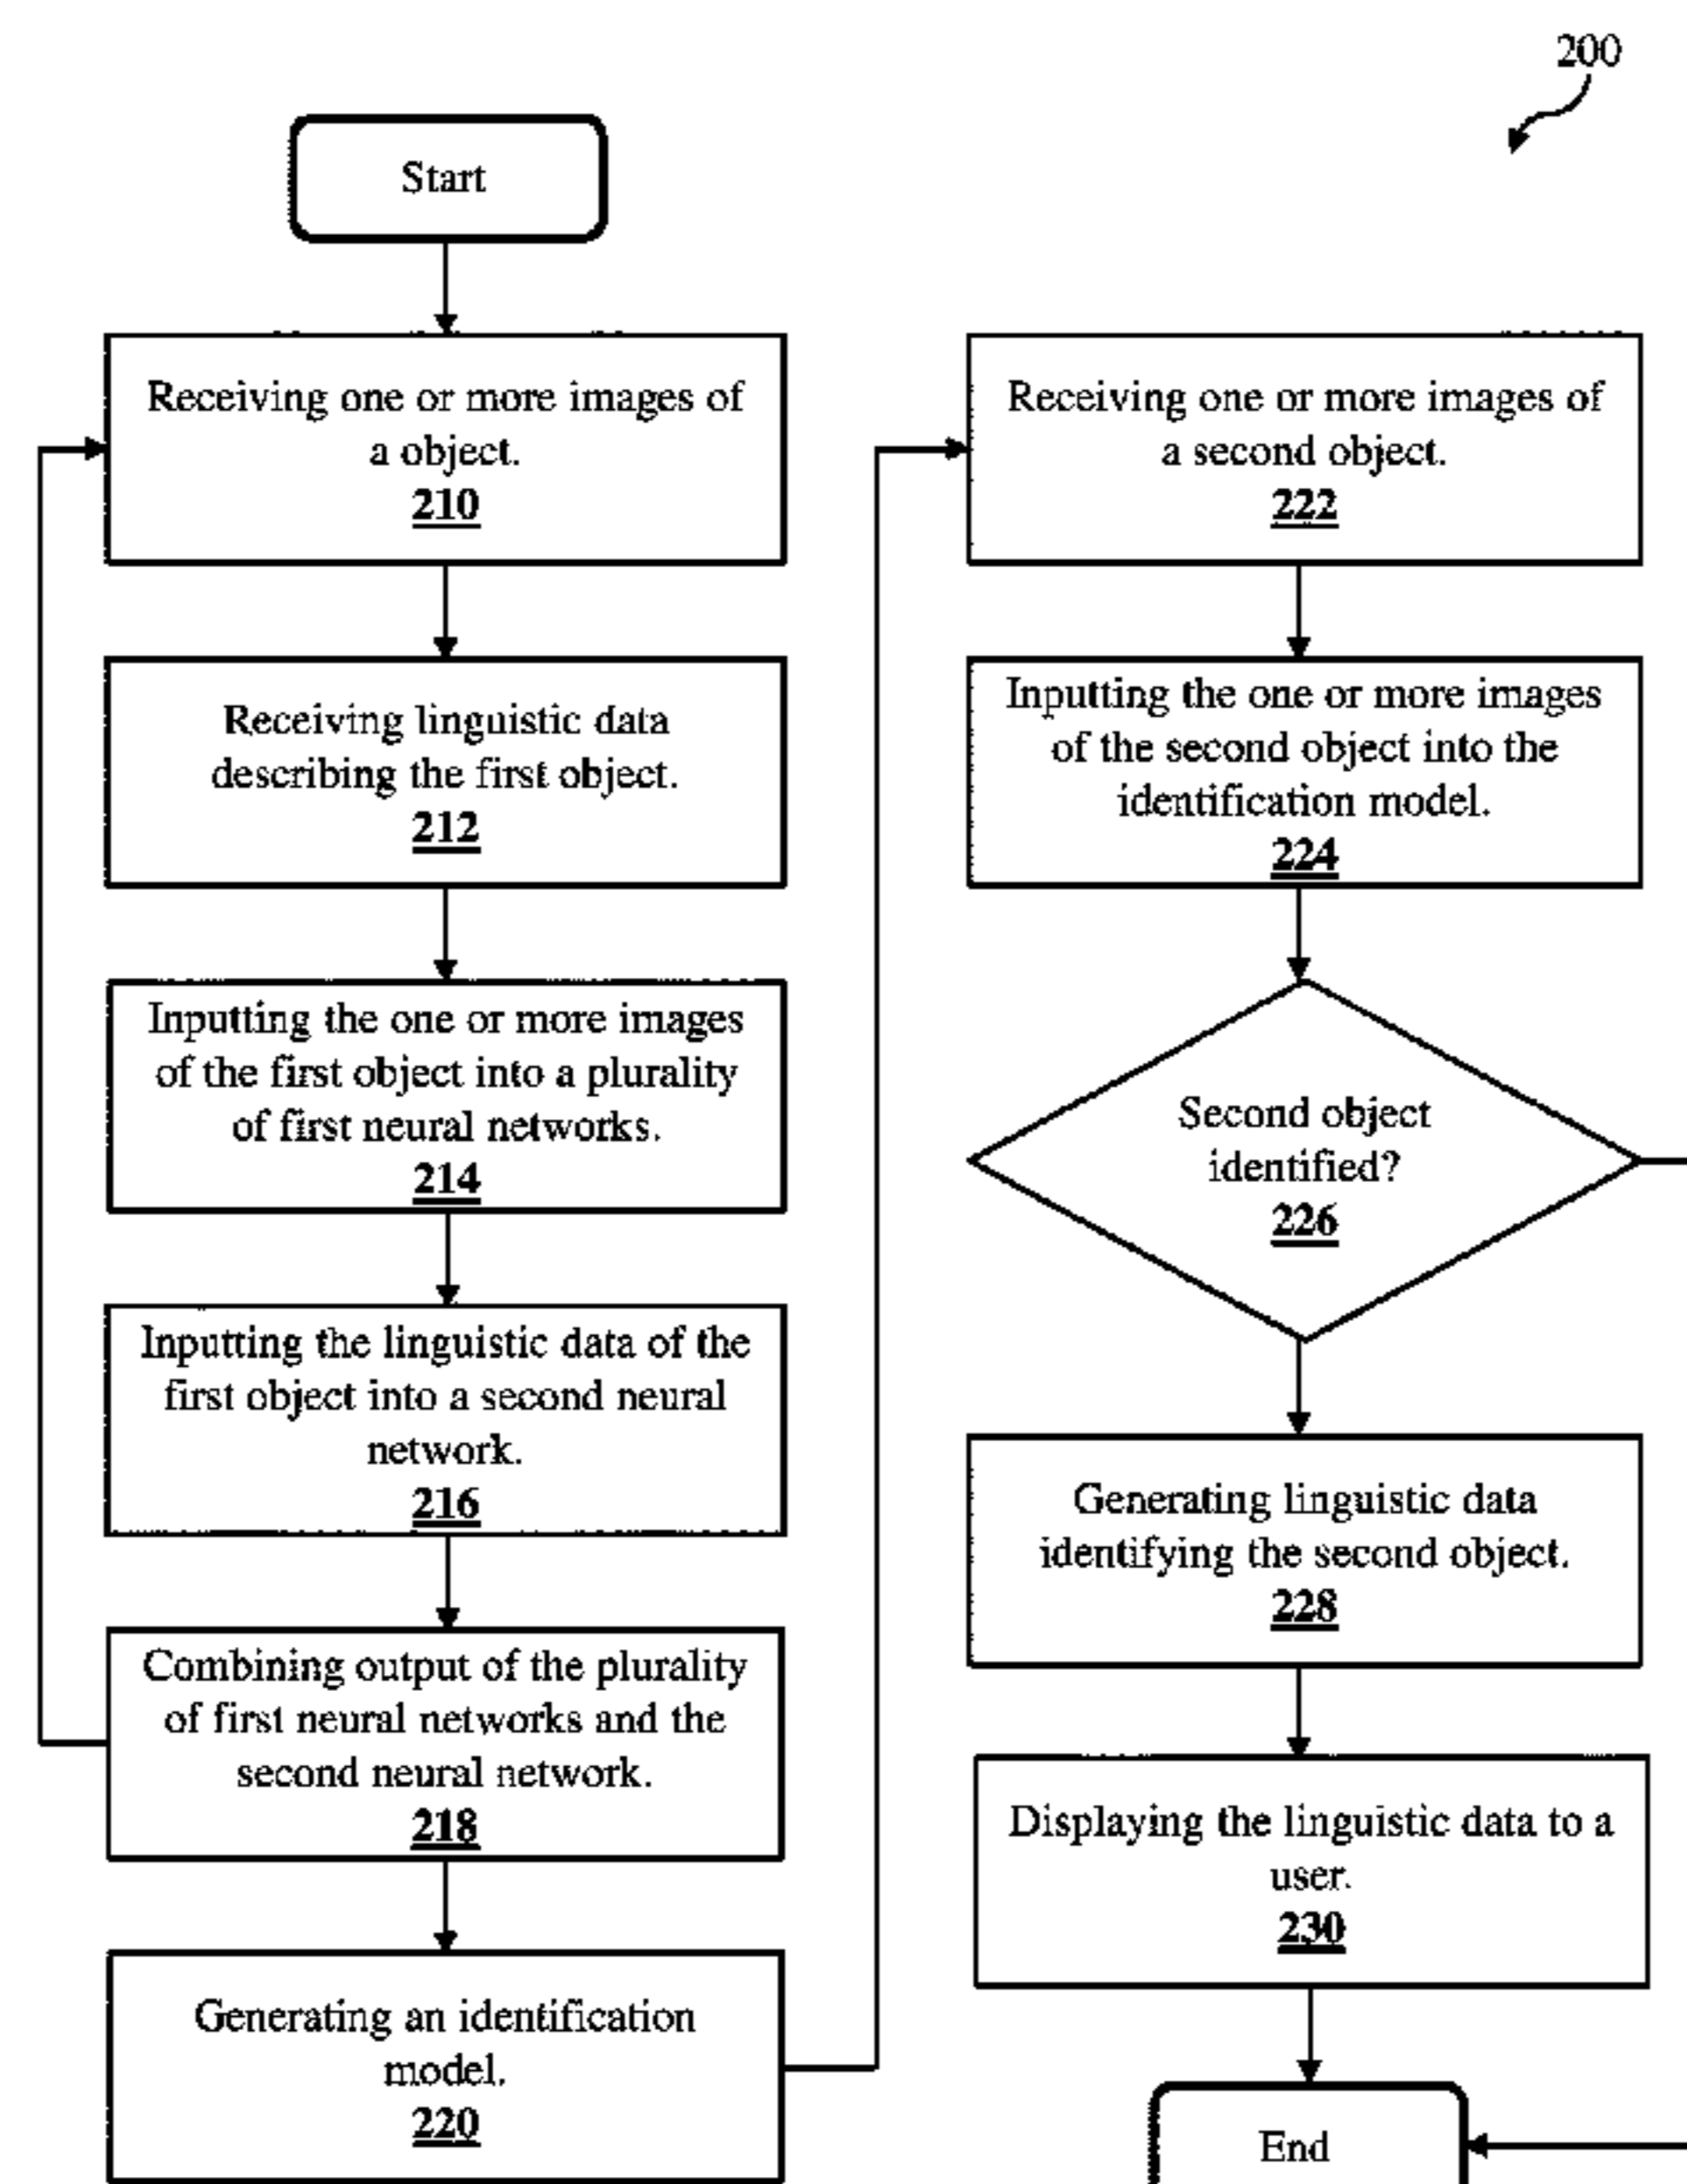 200
Start
Receiving one or more images of
a object.
210
Receiving linguistic data
describing the first object.
212
Inputting the one or more images
of the first object into a plurality
of first neural networks.
214
Inputting the linguistic data of the
first object into a second neural
network.
216
Combining output of the plurality
of first neural networks and the
second neural network.
218
Generating an identification
model.
220
Receiving one or more images of
a second object.
222
Inputting the one or more images
of the second object into the
identification model.
224
Second object
identified?
226
Generating linguistic data
identifying the second object.
228
Displaying the linguistic data to a
user.
230
End